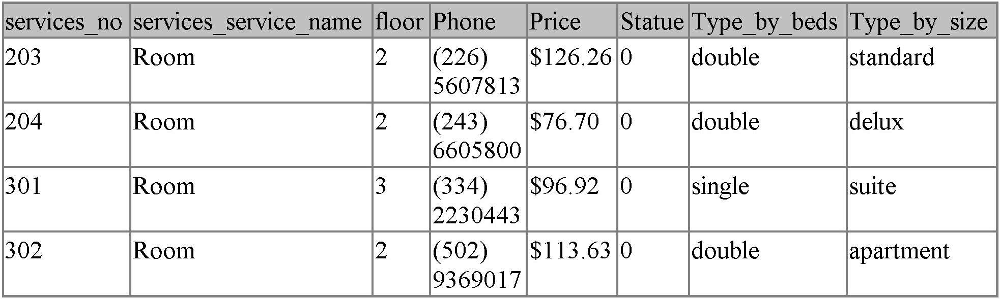 services_no services_service_name floor Phone Price Statue Type_by_beds Type_by_size
203 Room 2 (226) $126.26 0 double standard
5607813
204 Room 2 (243) $76.70 0 double delux
6605800
301 Room 3 (334) $96.92 0 single suite
2230443
302 Room 2 (502) $113.63 0 double apartment
9369017